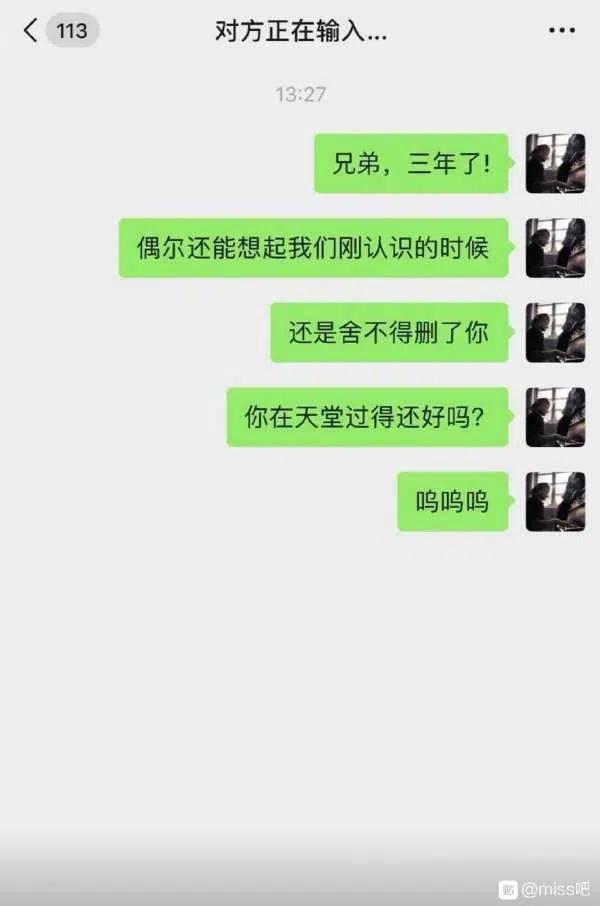 113
对方正在输入...
13:27
兄弟，三年了!
偶尔还能想起我们刚认识的时候
还是舍不得删了你
你在天堂过得还好吗?
呜呜呜
贴 @miss吧